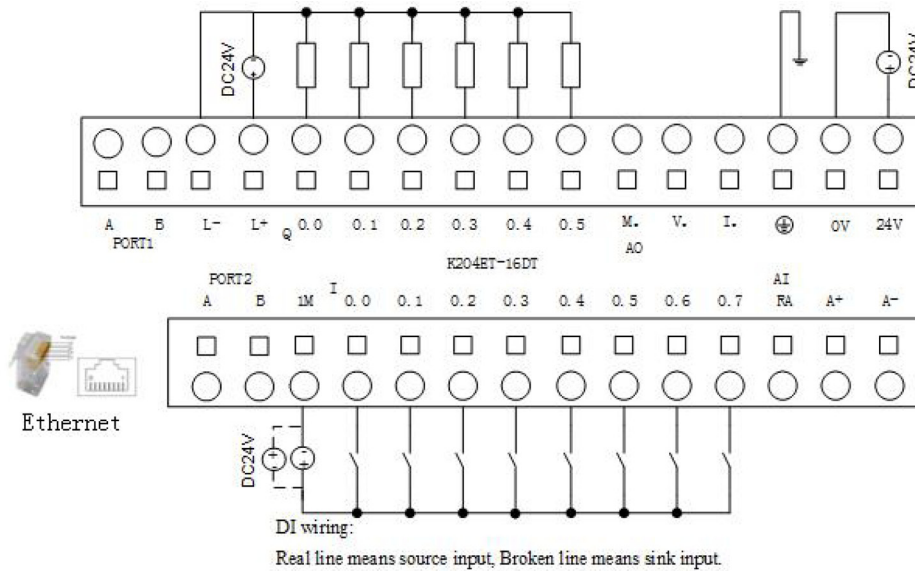 DC24V
DC24V
A B L- L+ Q 0.0 0.1 0.2 0.3 0.4 0.5 M. V. I. 0V 24V
PORT1 AO
K204ET-16DT
PORT2 I AI
A B 1M 0.0 0.1 0.2 0.3 0.4 0.5 0.6 0.7 RA A+ A-
Ethernet
DC24V
DI wiring:
Real line means source input, Broken line means sink input.